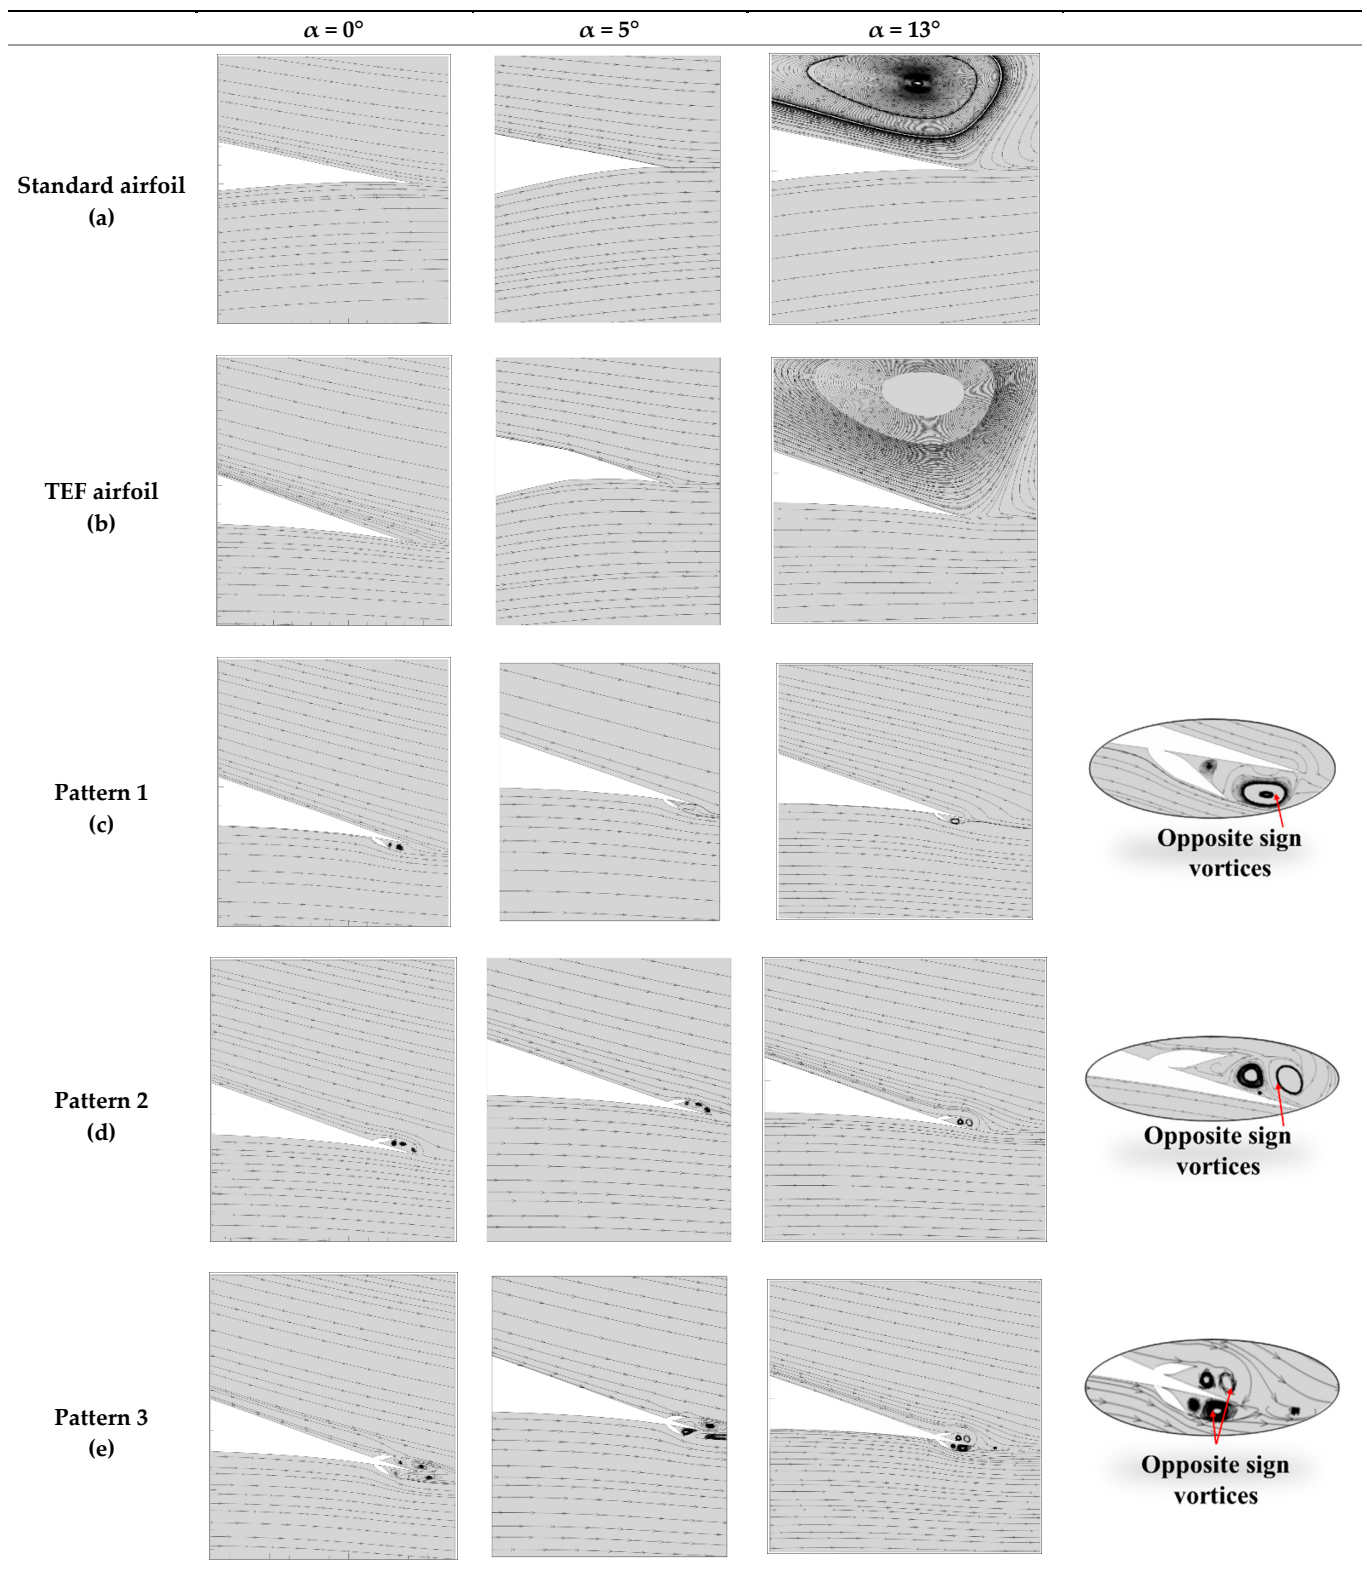 α = 0° α = 5° α = 13°
Standard airfoil
(a)
TEF airfoil
(b)
Pattern 1
(c)
Opposite sign
vortices
Pattern 2
(d)
Opposite sign
vortices
Pattern 3
(e)
Opposite sign
vortices